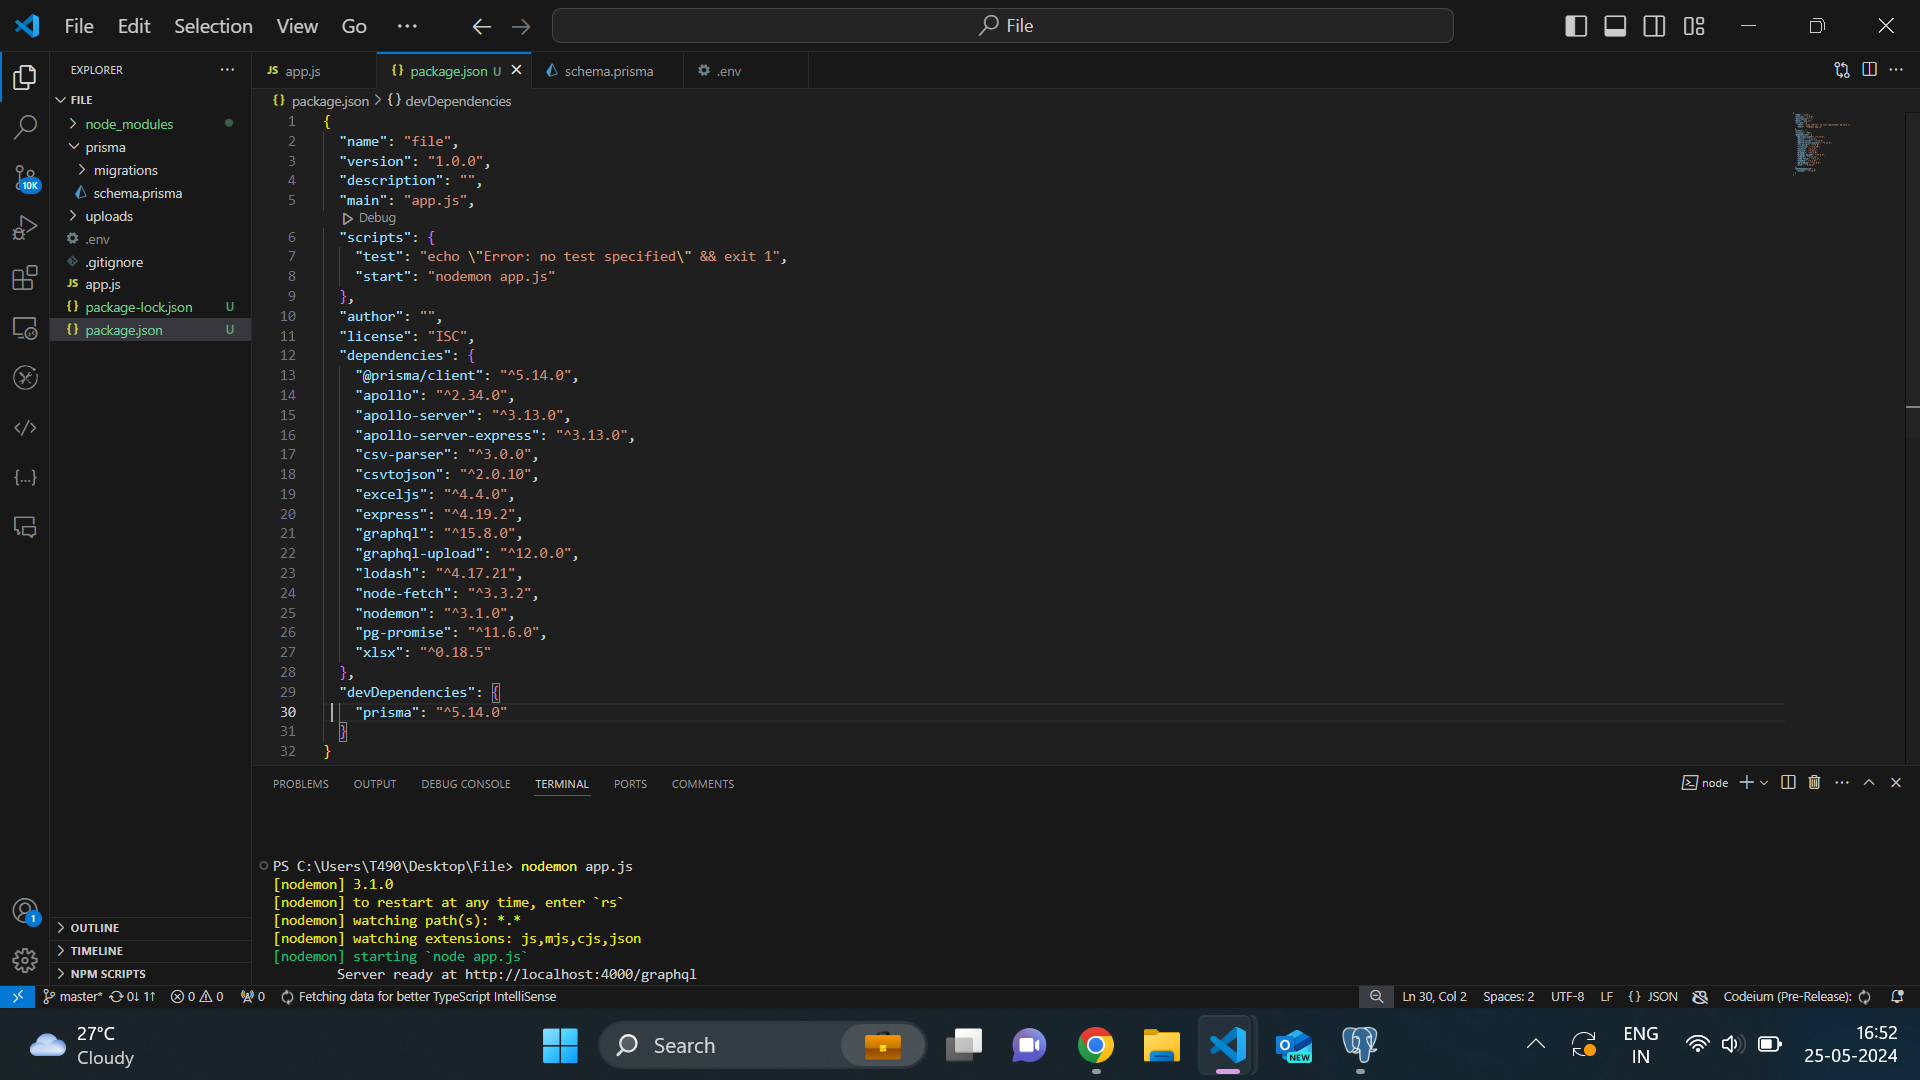 File Edit Selection View Go ··· File
EXPLORER ···
FILE
node_modules
prisma
migrations
schema.prisma
uploads
.env
.gitignore
JS app.js
{} package-lock.json U
{} package.json U
OUTLINE
TIMELINE
NPM SCRIPTS
10K
1
JS app.js {} package.json U schema.prisma .env
{} package.json > {} devDependencies
1 {
2 "name": "file",
3 "version": "1.0.0",
4 "description": "",
5 "main": "app.js",
Debug
6 "scripts": {
7 "test": "echo \"Error: no test specified\" && exit 1",
8 "start": "nodemon app.js"
9 },
10 "author": "",
11 "license": "ISC",
12 "dependencies": {
13 "@prisma/client": "^5.14.0",
14 "apollo": "^2.34.0",
15 "apollo-server": "^3.13.0",
16 "apollo-server-express": "^3.13.0",
17 "csv-parser": "^3.0.0",
18 "csvtojson": "^2.0.10",
19 "exceljs": "^4.4.0",
20 "express": "^4.19.2",
21 "graphql": "^15.8.0",
22 "graphql-upload": "^12.0.0",
23 "lodash": "^4.17.21",
24 "node-fetch": "^3.3.2",
25 "nodemon": "^3.1.0",
26 "pg-promise": "^11.6.0",
27 "xlsx": "^0.18.5"
28 },
29 "devDependencies": {
30 "prisma": "^5.14.0"
31 }
32 }
PROBLEMS OUTPUT DEBUG CONSOLE TERMINAL PORTS COMMENTS node
PS C:\Users\T490\Desktop\File> nodemon app.js
[nodemon] 3.1.0
[nodemon] to restart at any time, enter `rs`
[nodemon] watching path(s): *.*
[nodemon] watching extensions: js,mjs,cjs,json
[nodemon] starting `node app.js`
Server ready at http://localhost:4000/graphql
master* 0↓ 1↑ 0 0 0 Fetching data for better TypeScript IntelliSense Ln 30, Col 2 Spaces: 2 UTF-8 LF {} JSON Codeium (Pre-Release):
27°C
Cloudy
Search
NEW
ENG
IN
16:52
25-05-2024